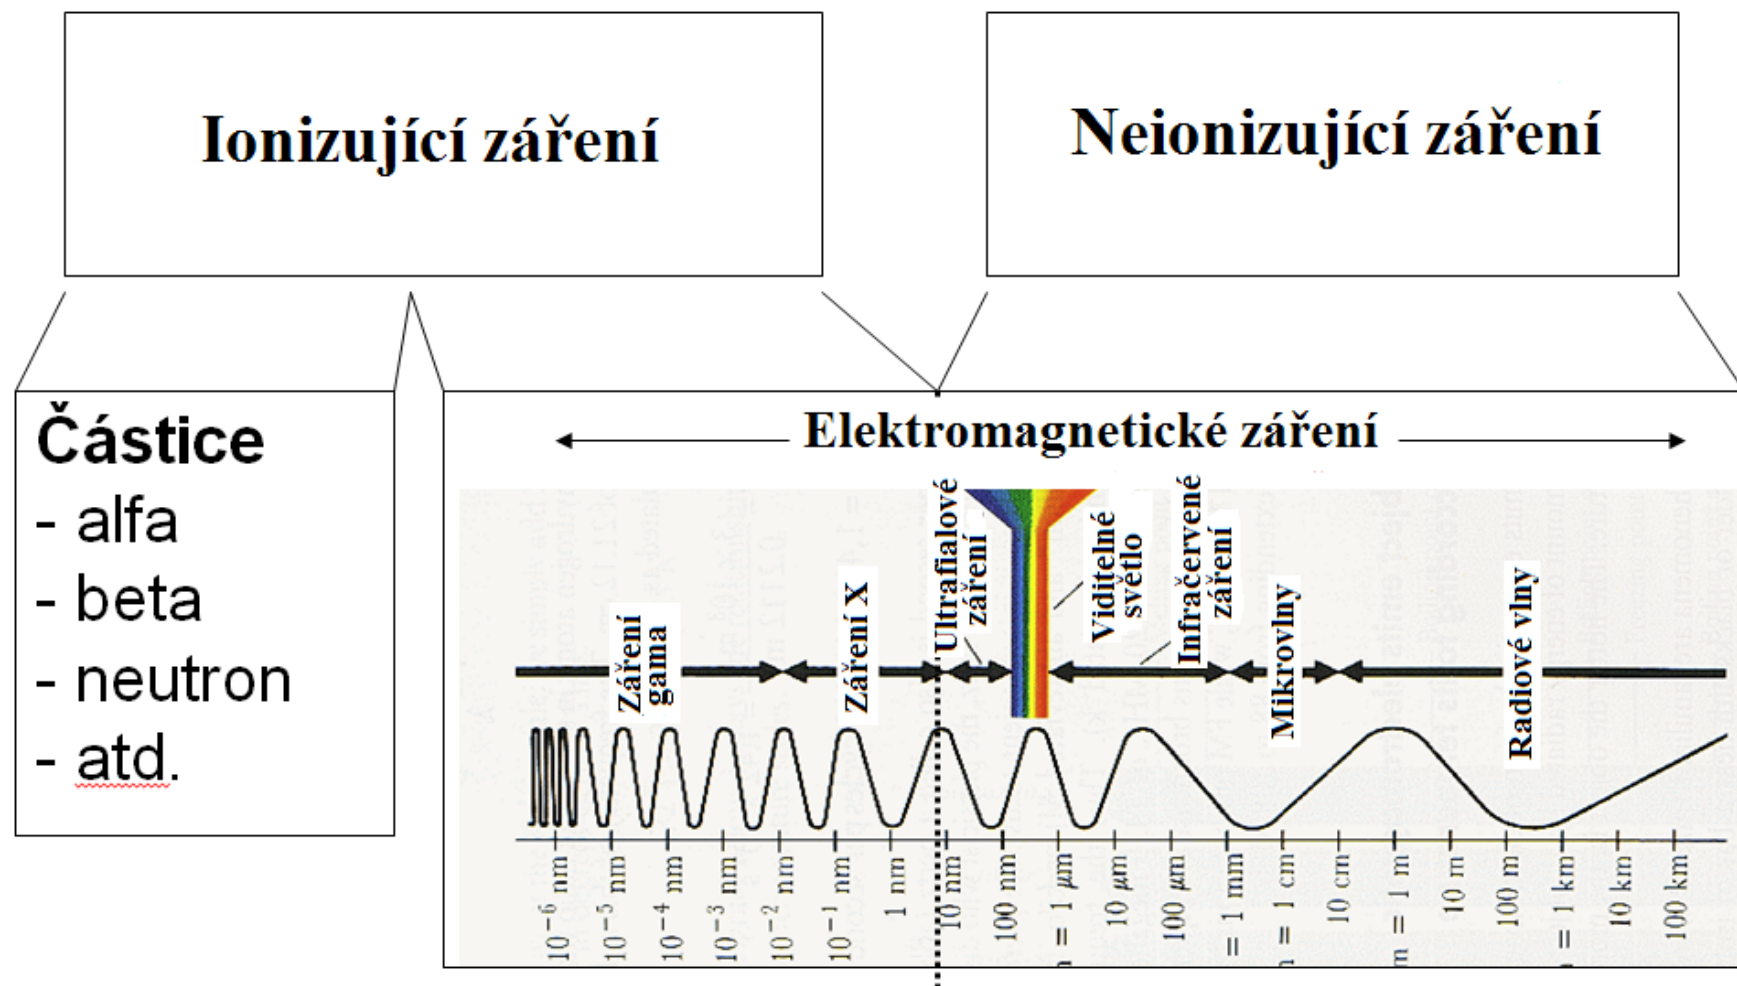 Ionizující záření
Neionizující záření
Částice
- alfa
- beta
- neutron
- atd.
Elektromagnetické záření
Záření
gama
Záření X
Ultrafialové
záření
Viditelné
světlo
Infračervené
záření
Mikrovlny
Radiové vlny
10⁻⁶ nm
10⁻⁵ nm
10⁻⁴ nm
10⁻³ nm
10⁻² nm
10⁻¹ nm
1 nm
10 nm
100 nm
= 1 μm
10 μm
100 μm
= 1 mm
= 1 cm
10 cm
m = 1 m
10 m
100 m
= 1 km
10 km
100 km